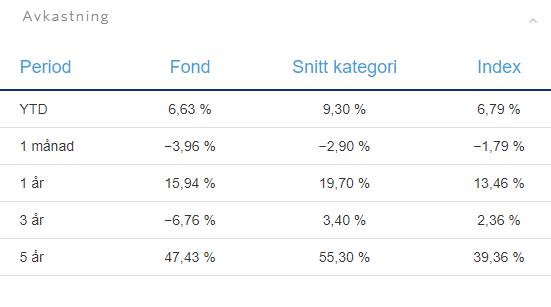 Avkastning
Period Fond Snitt kategori Index
YTD 6,63 % 9,30 % 6,79 %
1 månad −3,96 % −2,90 % −1,79 %
1 år 15,94 % 19,70 % 13,46 %
3 år −6,76 % 3,40 % 2,36 %
5 år 47,43 % 55,30 % 39,36 %